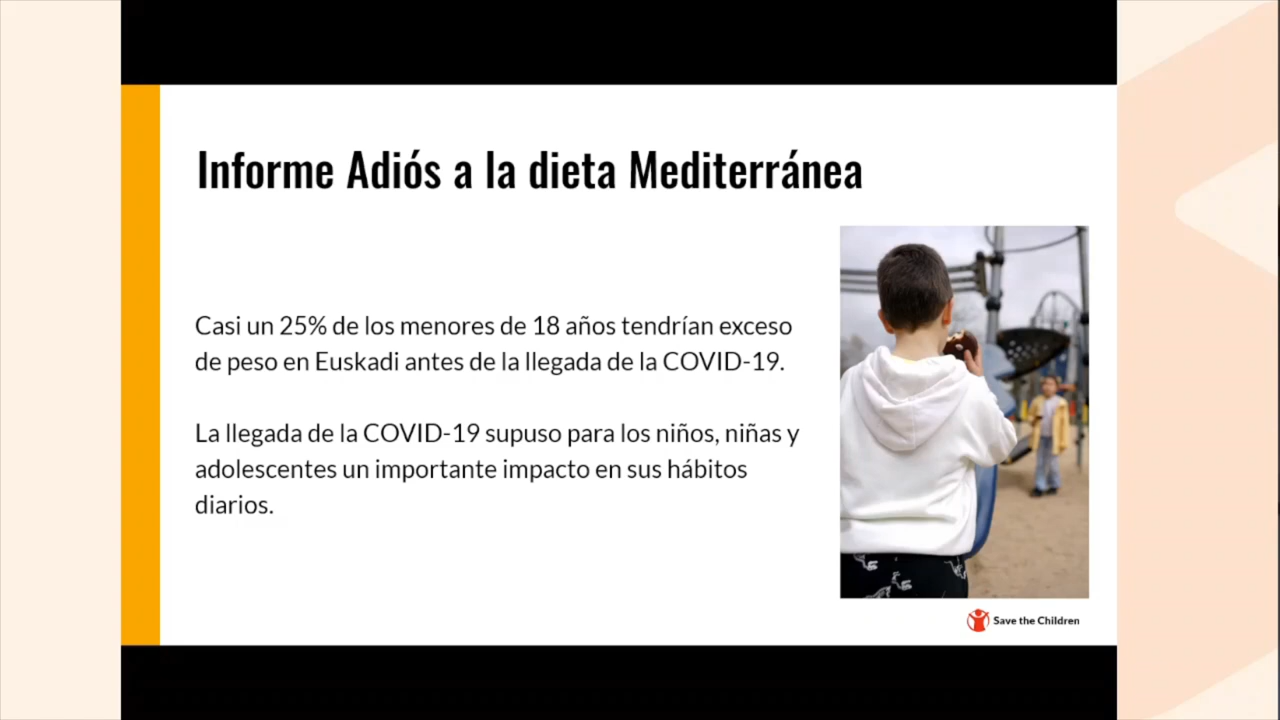 Informe Adiós a la dieta Mediterránea
Casi un 25% de los menores de 18 años tendrían exceso
de peso en Euskadi antes de la llegada de la COVID-19.
La llegada de la COVID-19 supuso para los niños, niñas y
adolescentes un importante impacto en sus hábitos
diarios.
Save the Children